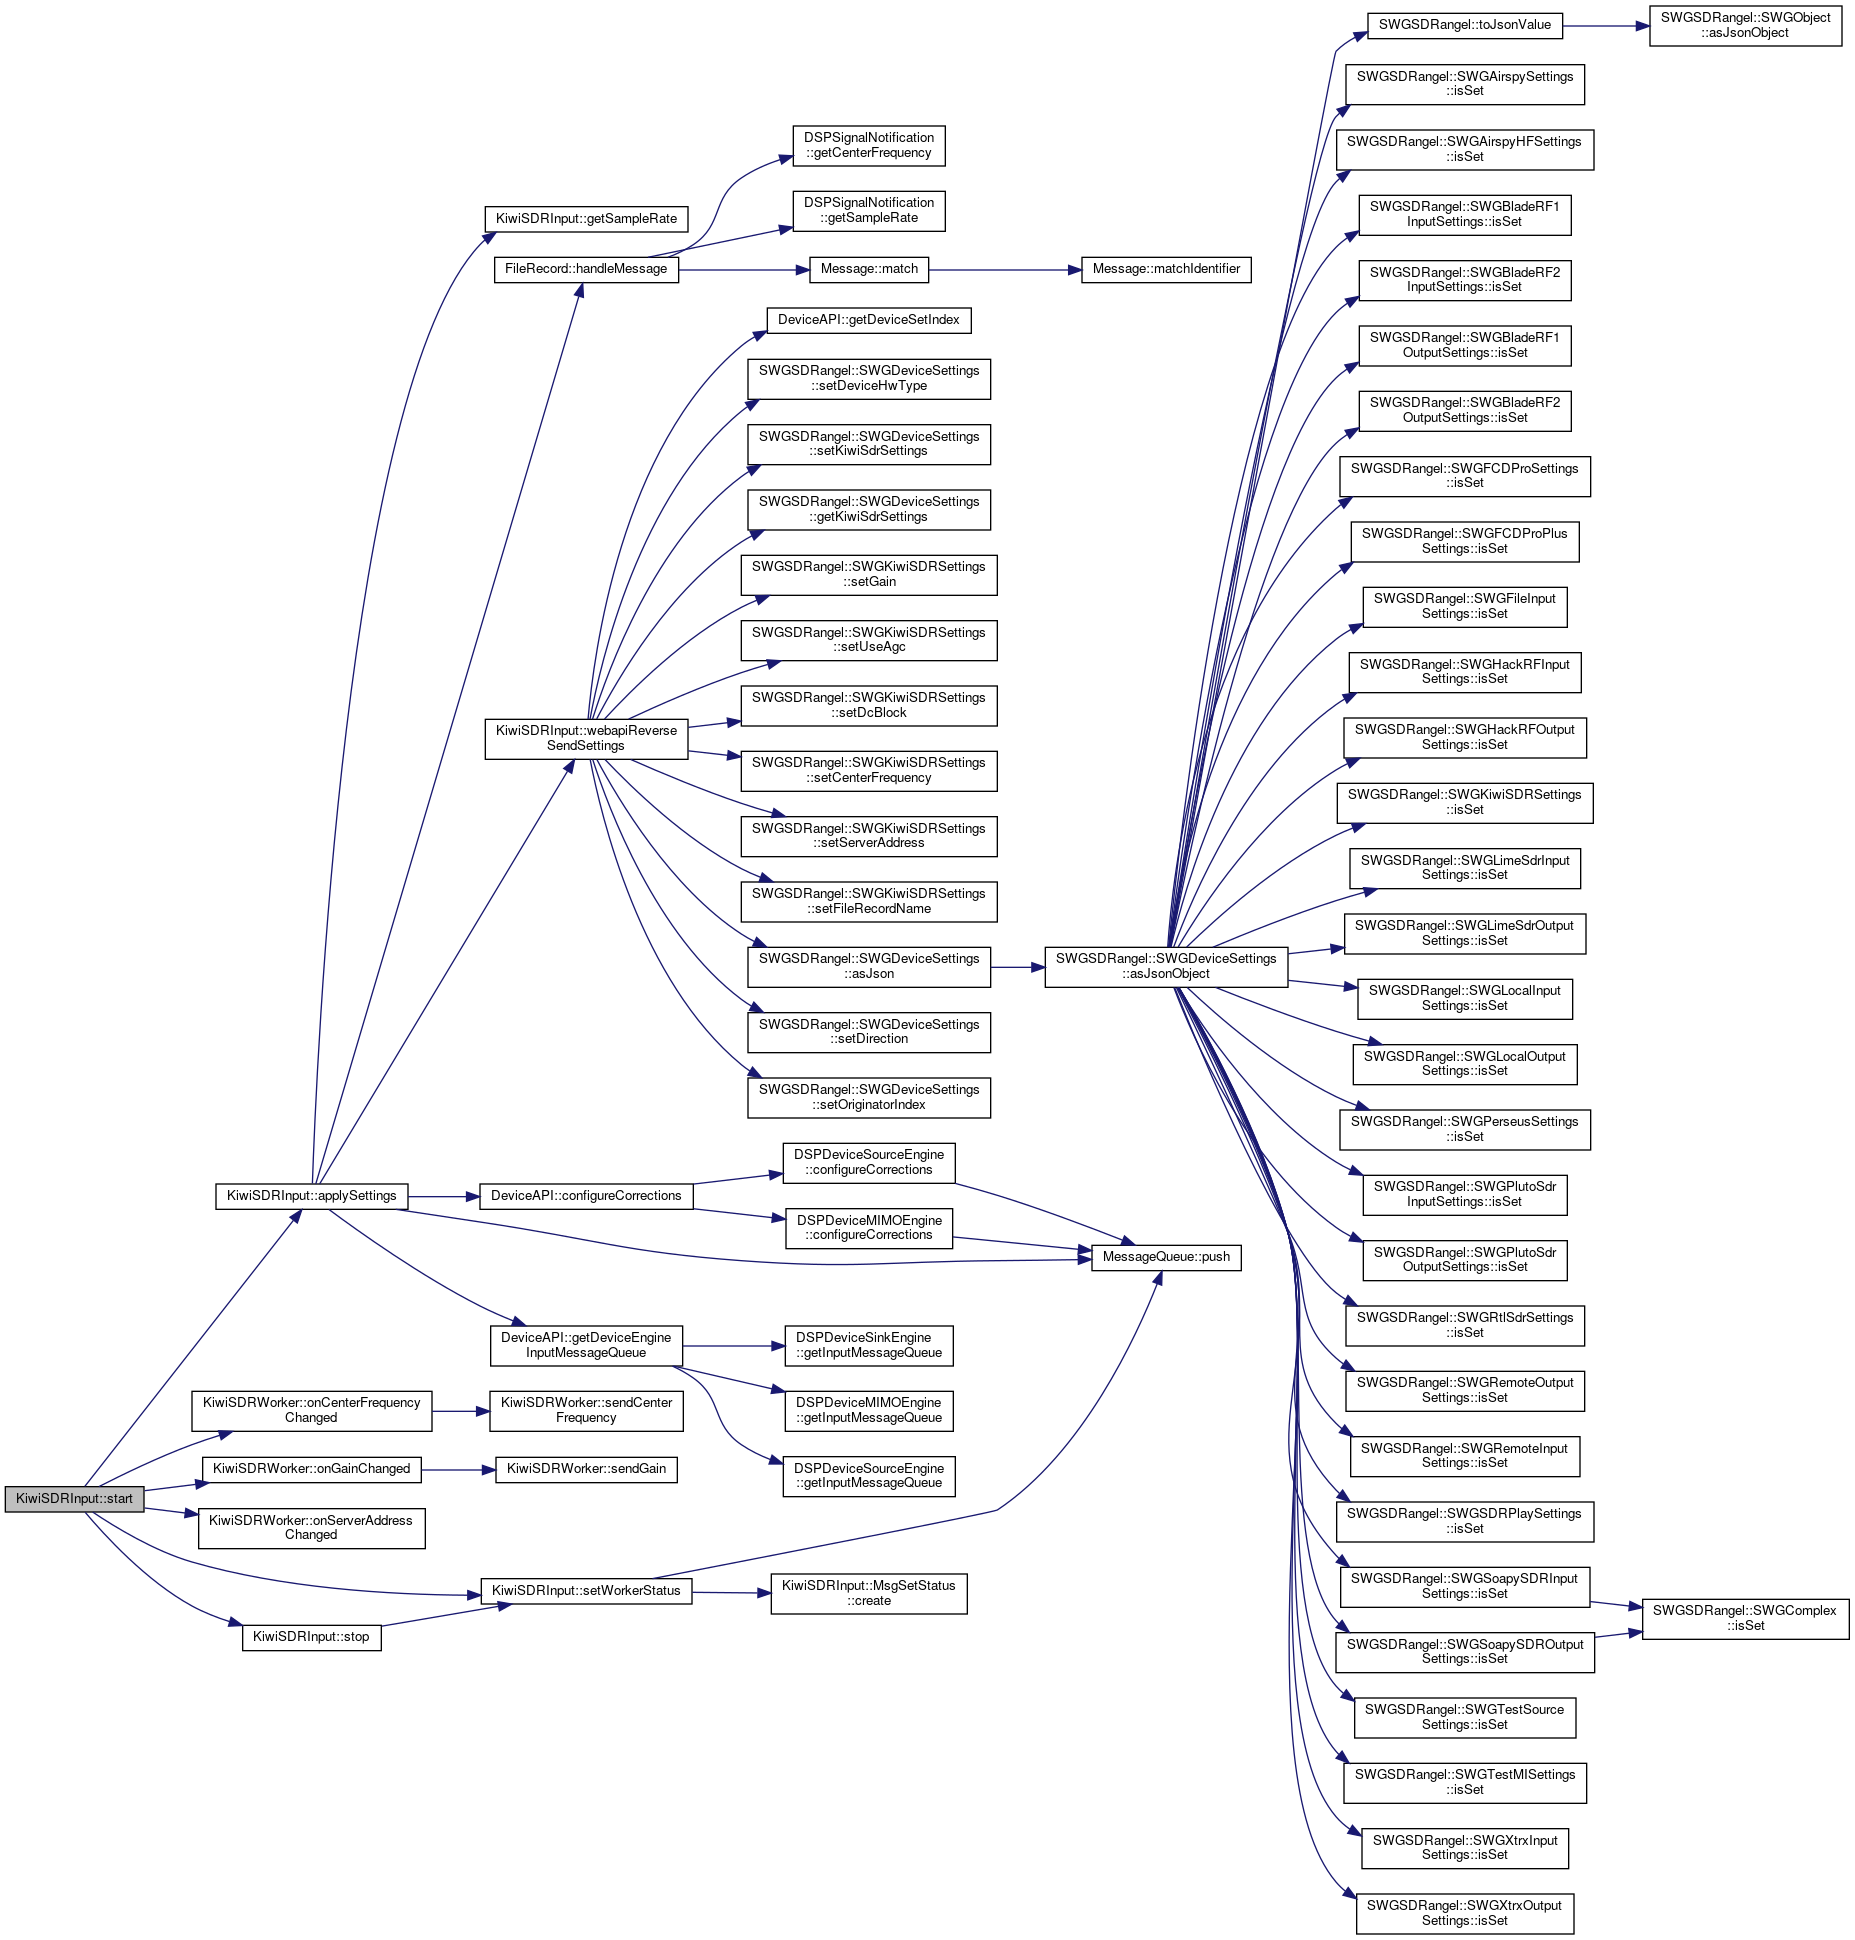 KiwiSDRInput::start
KiwiSDRInput::applySettings
KiwiSDRWorker::onCenterFrequency
Changed
KiwiSDRWorker::onGainChanged
KiwiSDRWorker::onServerAddress
Changed
KiwiSDRInput::stop
KiwiSDRInput::getSampleRate
FileRecord::handleMessage
KiwiSDRInput::webapiReverse
SendSettings
DeviceAPI::configureCorrections
DeviceAPI::getDeviceEngine
InputMessageQueue
KiwiSDRWorker::sendCenter
Frequency
KiwiSDRWorker::sendGain
KiwiSDRInput::setWorkerStatus
DSPSignalNotification
::getCenterFrequency
DSPSignalNotification
::getSampleRate
Message::match
DeviceAPI::getDeviceSetIndex
SWGSDRangel::SWGDeviceSettings
::setDeviceHwType
SWGSDRangel::SWGDeviceSettings
::setKiwiSdrSettings
SWGSDRangel::SWGDeviceSettings
::getKiwiSdrSettings
SWGSDRangel::SWGKiwiSDRSettings
::setGain
SWGSDRangel::SWGKiwiSDRSettings
::setUseAgc
SWGSDRangel::SWGKiwiSDRSettings
::setDcBlock
SWGSDRangel::SWGKiwiSDRSettings
::setCenterFrequency
SWGSDRangel::SWGKiwiSDRSettings
::setServerAddress
SWGSDRangel::SWGKiwiSDRSettings
::setFileRecordName
SWGSDRangel::SWGDeviceSettings
::asJson
SWGSDRangel::SWGDeviceSettings
::setDirection
SWGSDRangel::SWGDeviceSettings
::setOriginatorIndex
DSPDeviceSourceEngine
::configureCorrections
DSPDeviceMIMOEngine
::configureCorrections
DSPDeviceSinkEngine
::getInputMessageQueue
DSPDeviceMIMOEngine
::getInputMessageQueue
DSPDeviceSourceEngine
::getInputMessageQueue
KiwiSDRInput::MsgSetStatus
::create
Message::matchIdentifier
SWGSDRangel::SWGDeviceSettings
::asJsonObject
MessageQueue::push
SWGSDRangel::toJsonValue
SWGSDRangel::SWGAirspySettings
::isSet
SWGSDRangel::SWGAirspyHFSettings
::isSet
SWGSDRangel::SWGBladeRF1
InputSettings::isSet
SWGSDRangel::SWGBladeRF2
InputSettings::isSet
SWGSDRangel::SWGBladeRF1
OutputSettings::isSet
SWGSDRangel::SWGBladeRF2
OutputSettings::isSet
SWGSDRangel::SWGFCDProSettings
::isSet
SWGSDRangel::SWGFCDProPlus
Settings::isSet
SWGSDRangel::SWGFileInput
Settings::isSet
SWGSDRangel::SWGHackRFInput
Settings::isSet
SWGSDRangel::SWGHackRFOutput
Settings::isSet
SWGSDRangel::SWGKiwiSDRSettings
::isSet
SWGSDRangel::SWGLimeSdrInput
Settings::isSet
SWGSDRangel::SWGLimeSdrOutput
Settings::isSet
SWGSDRangel::SWGLocalInput
Settings::isSet
SWGSDRangel::SWGLocalOutput
Settings::isSet
SWGSDRangel::SWGPerseusSettings
::isSet
SWGSDRangel::SWGPlutoSdr
InputSettings::isSet
SWGSDRangel::SWGPlutoSdr
OutputSettings::isSet
SWGSDRangel::SWGRtlSdrSettings
::isSet
SWGSDRangel::SWGRemoteOutput
Settings::isSet
SWGSDRangel::SWGRemoteInput
Settings::isSet
SWGSDRangel::SWGSDRPlaySettings
::isSet
SWGSDRangel::SWGSoapySDRInput
Settings::isSet
SWGSDRangel::SWGSoapySDROutput
Settings::isSet
SWGSDRangel::SWGTestSource
Settings::isSet
SWGSDRangel::SWGTestMISettings
::isSet
SWGSDRangel::SWGXtrxInput
Settings::isSet
SWGSDRangel::SWGXtrxOutput
Settings::isSet
SWGSDRangel::SWGObject
::asJsonObject
SWGSDRangel::SWGComplex
::isSet